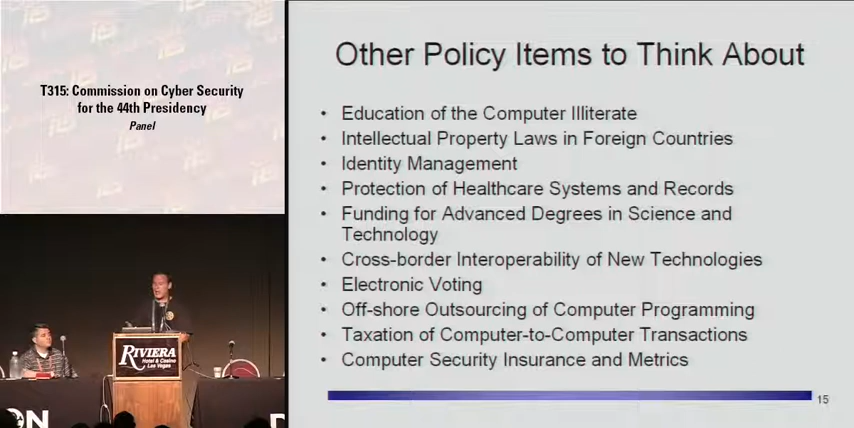 T315: Commission on Cyber Security
for the 44th Presidency
Panel
Other Policy Items to Think About
• Education of the Computer Illiterate
• Intellectual Property Laws in Foreign Countries
• Identity Management
• Protection of Healthcare Systems and Records
• Funding for Advanced Degrees in Science and
Technology
• Cross-border Interoperability of New Technologies
• Electronic Voting
• Off-shore Outsourcing of Computer Programming
• Taxation of Computer-to-Computer Transactions
• Computer Security Insurance and Metrics
15
RIVIERA
Hotel & Casino
Las Vegas
ON
D